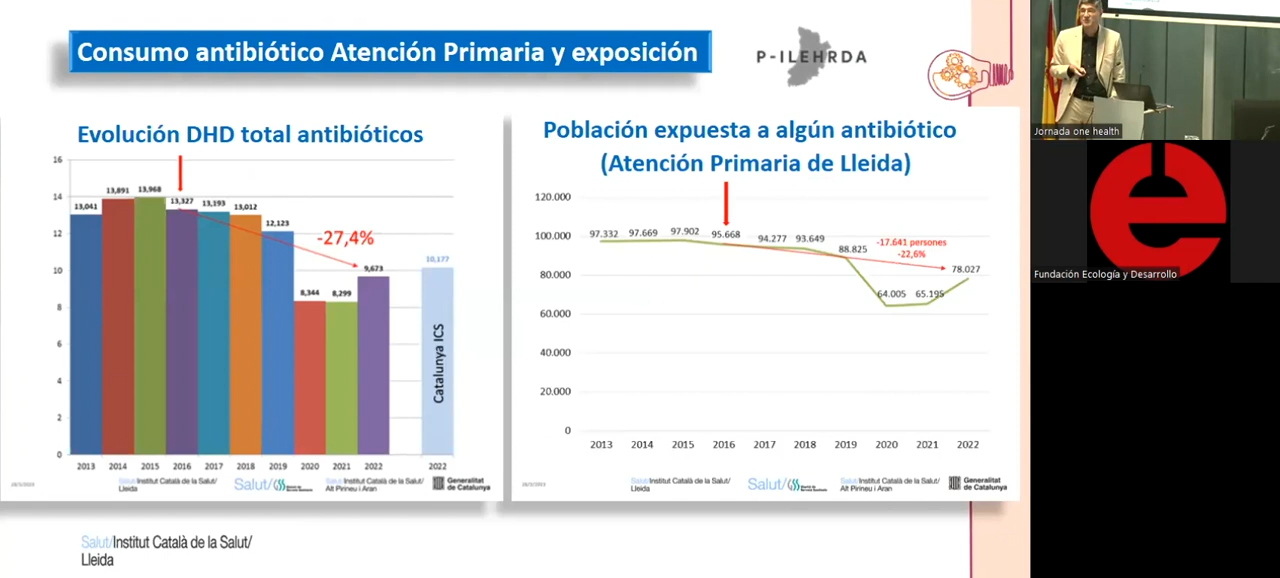 Consumo antibiótico Atención Primaria y exposición
P-ILEHRDA
Evolución DHD total antibióticos
16
14
12
10
8
6
4
2
0
13,041
13,891
13,968
13,327
13,193
13,012
12,123
8,344
8,299
9,673
10,177
-27,4%
Catalunya ICS
2013
2014
2015
2016
2017
2018
2019
2020
2021
2022
2022
Salut/Institut Català de la Salut/
Lleida
Salut/
Salut/Institut Català de la Salut/
Alt Pirineu i Aran
Generalitat
de Catalunya
Población expuesta a algún antibiótico
(Atención Primaria de Lleida)
120.000
100.000
80.000
60.000
40.000
20.000
0
97.332
97.669
97.902
95.668
94.277
93.649
88.825
64.005
65.195
78.027
-17.641 persones
-22,6%
2013
2014
2015
2016
2017
2018
2019
2020
2021
2022
Salut/Institut Català de la Salut/
Lleida
Salut/
Salut/Institut Català de la Salut/
Alt Pirineu i Aran
Generalitat
de Catalunya
Salut/Institut Català de la Salut/
Lleida
Jornada one health
Fundación Ecología y Desarrollo